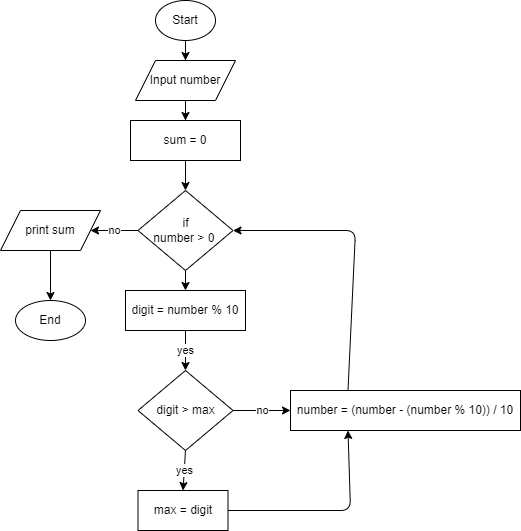 Start
Input number
sum = 0
if
number > 0
no
print sum
End
digit = number % 10
yes
digit > max
no
number = (number - (number % 10)) / 10
yes
max = digit